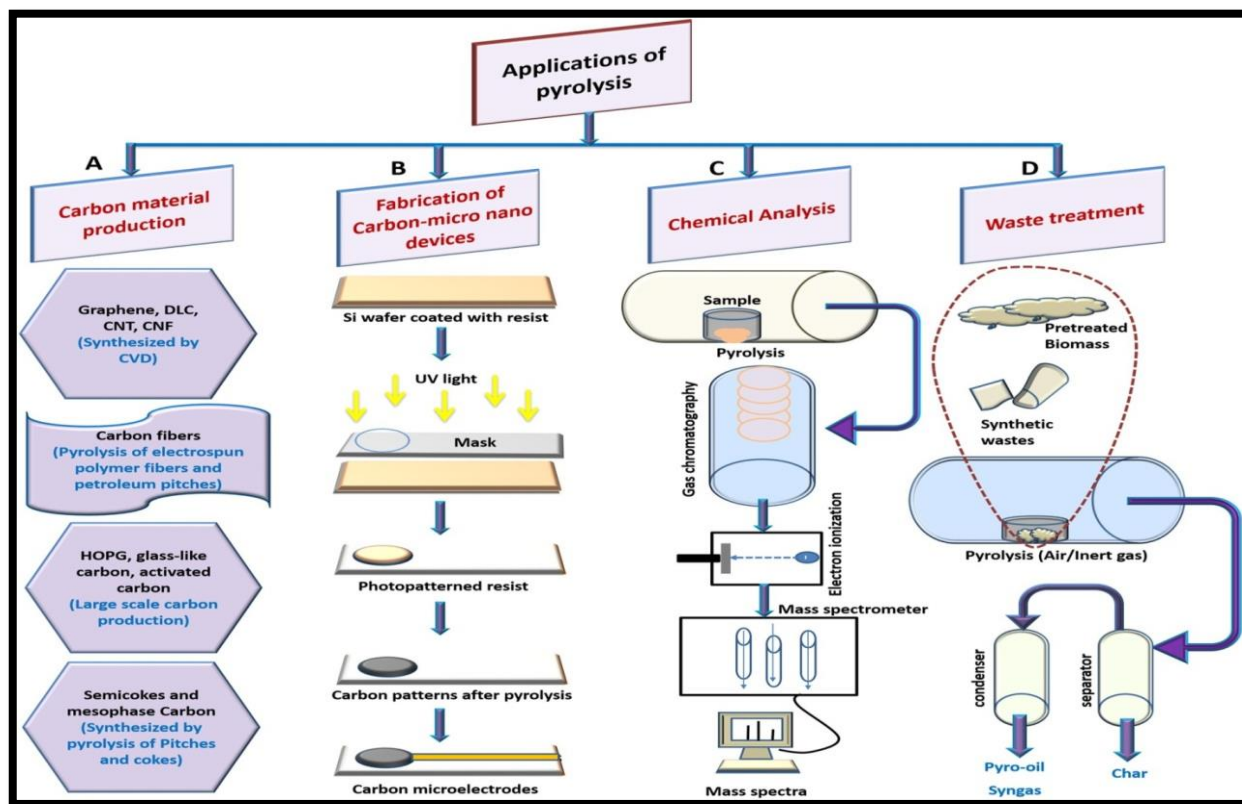 Applications of
pyrolysis
A
Carbon material
production
Graphene, DLC,
CNT, CNF
(Synthesized by
CVD)
Carbon fibers
(Pyrolysis of electrospun
polymer fibers and
petroleum pitches)
HOPG, glass-like
carbon, activated
carbon
(Large scale carbon
production)
Semicokes and
mesophase Carbon
(Synthesized by
pyrolysis of Pitches
and cokes)
B
Fabrication of
Carbon-micro nano
devices
Si wafer coated with resist
UV light
Mask
Photopatterned resist
Carbon patterns after pyrolysis
Carbon microelectrodes
C
Chemical Analysis
Sample
Pyrolysis
Gas chromatography
Electron ionization
Mass spectrometer
Mass spectra
D
Waste treatment
Pretreated
Biomass
Synthetic
wastes
Pyrolysis (Air/Inert gas)
condenser
separator
Pyro-oil
Syngas
Char